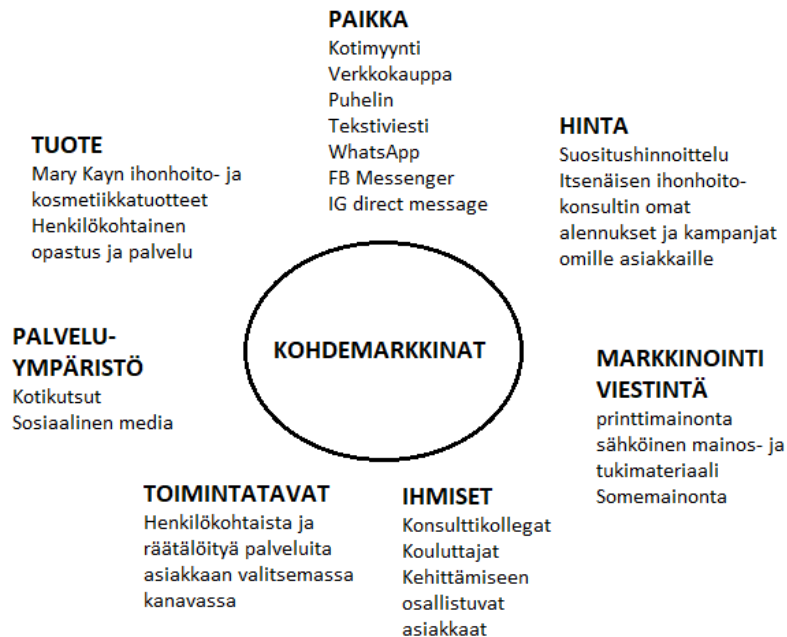 PAIKKA
Kotimyynti
Verkkokauppa
Puhelin
Tekstiviesti
WhatsApp
FB Messenger
IG direct message
TUOTE
Mary Kayn ihonhoito- ja
kosmetiikkatuotteet
Henkilökohtainen
opastus ja palvelu
HINTA
Suositushinnoittelu
Itsenäisen ihonhoito-
konsultin omat
alennukset ja kampanjat
omille asiakkaille
KOHDEMARKKINAT
PALVELU-
YMPÄRISTÖ
Kotikutsut
Sosiaalinen media
MARKKINOINTI
VIESTINTÄ
printtimainonta
sähköinen mainos- ja
tukimateriaali
Somemainonta
TOIMINTATAVAT
Henkilökohtaista ja
räätälöityä palveluita
asiakkaan valitsemassa
kanavassa
IHMISET
Konsulttikollegat
Kouluttajat
Kehittämiseen
osallistuvat
asiakkaat